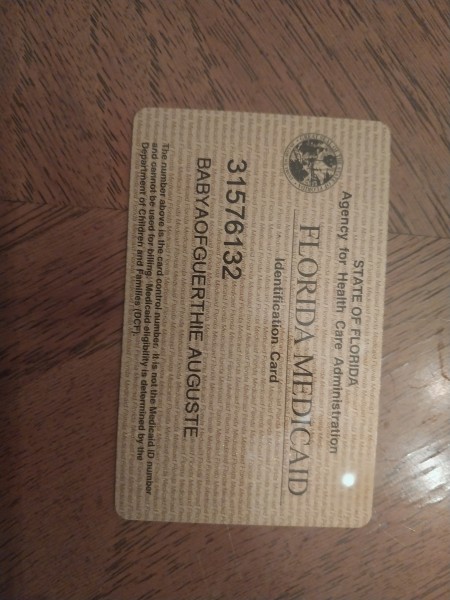 STATE OF FLORIDA
Agency for Health Care Administration
FLORIDA MEDICAID
Identification Card
31576132
BABYAOFGUERTHIE AUGUSTE
The number above is the card control number. It is not the Medicaid ID number
and cannot be used for billing. Medicaid eligibility is determined by the
Department of Children and Families (DCF).